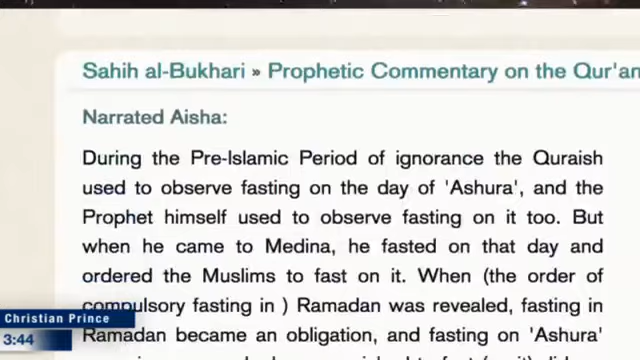 Sahih al-Bukhari » Prophetic Commentary on the Qur'an
Narrated Aisha:
During the Pre-Islamic Period of ignorance the Quraish
used to observe fasting on the day of 'Ashura', and the
Prophet himself used to observe fasting on it too. But
when he came to Medina, he fasted on that day and
ordered the Muslims to fast on it. When (the order of
compulsory fasting in ) Ramadan was revealed, fasting in
Ramadan became an obligation, and fasting on 'Ashura'
Christian Prince
3:44